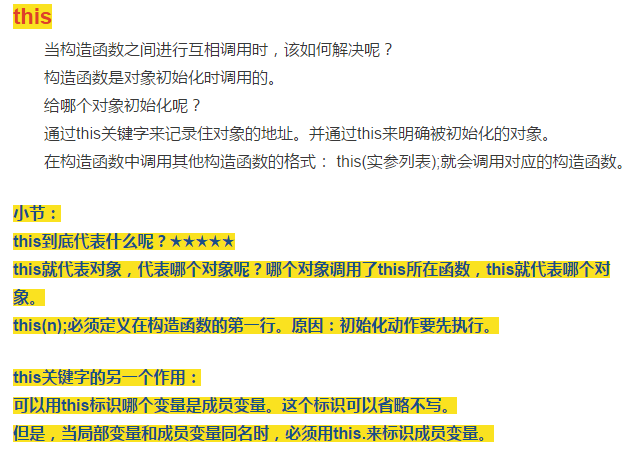 this
当构造函数之间进行互相调用时，该如何解决呢？
构造函数是对象初始化时调用的。
给哪个对象初始化呢？
通过this关键字来记录住对象的地址。并通过this来明确被初始化的对象。
在构造函数中调用其他构造函数的格式： this(实参列表);就会调用对应的构造函数。
小节：
this到底代表什么呢？★★★★★
this就代表对象，代表哪个对象呢？哪个对象调用了this所在函数，this就代表哪个对
象。
this(n);必须定义在构造函数的第一行。原因：初始化动作要先执行。
this关键字的另一个作用：
可以用this标识哪个变量是成员变量。这个标识可以省略不写。
但是，当局部变量和成员变量同名时，必须用this.来标识成员变量。